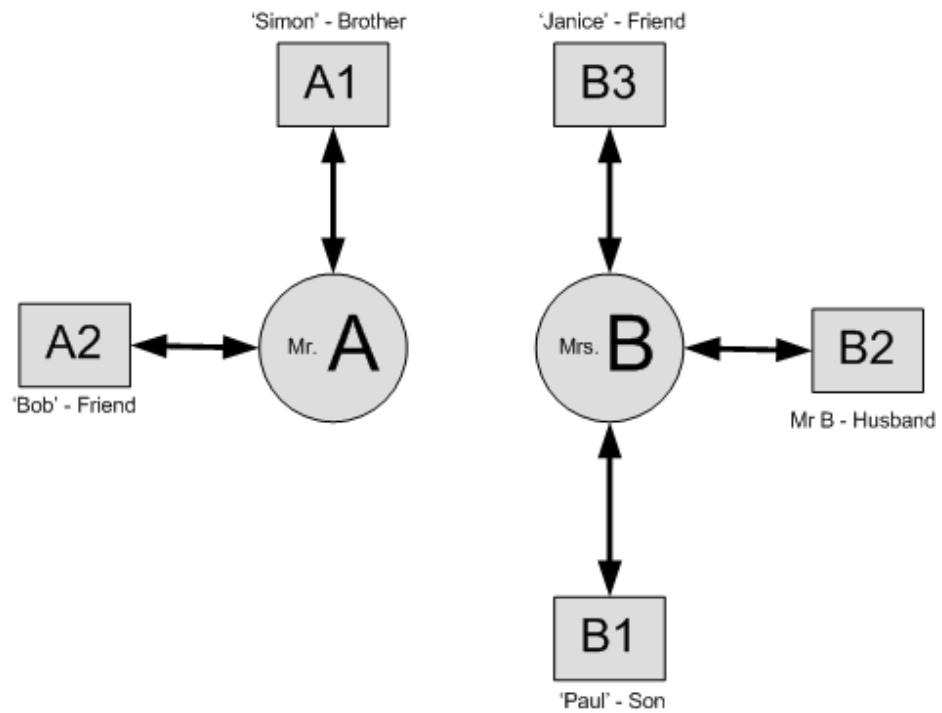 ‘Simon’ - Brother
A1
‘Janice’ - Friend
B3
A2
‘Bob’ - Friend
Mr. A
Mrs. B
B2
Mr B - Husband
B1
‘Paul’ - Son